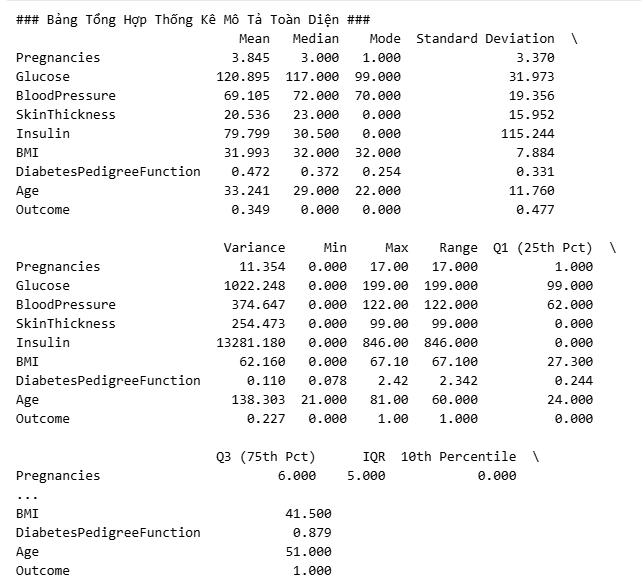 ### Bảng Tổng Hợp Thống Kê Mô Tả Toàn Diện ###
                            Mean   Median    Mode  Standard Deviation  \
Pregnancies                3.845    3.000   1.000               3.370
Glucose                  120.895  117.000  99.000              31.973
BloodPressure             69.105   72.000  70.000              19.356
SkinThickness             20.536   23.000   0.000              15.952
Insulin                   79.799   30.500   0.000             115.244
BMI                       31.993   32.000  32.000               7.884
DiabetesPedigreeFunction   0.472    0.372   0.254               0.331
Age                       33.241   29.000  22.000              11.760
Outcome                    0.349    0.000   0.000               0.477

                           Variance     Min     Max    Range  Q1 (25th Pct)  \
Pregnancies                  11.354   0.000   17.00   17.000          1.000
Glucose                    1022.248   0.000  199.00  199.000         99.000
BloodPressure               374.647   0.000  122.00  122.000         62.000
SkinThickness               254.473   0.000   99.00   99.000          0.000
Insulin                   13281.180   0.000  846.00  846.000          0.000
BMI                          62.160   0.000   67.10   67.100         27.300
DiabetesPedigreeFunction      0.110   0.078    2.42    2.342          0.244
Age                         138.303  21.000   81.00   60.000         24.000
Outcome                       0.227   0.000    1.00    1.000          0.000

                          Q3 (75th Pct)      IQR  10th Percentile  \
Pregnancies                       6.000    5.000            0.000
...
BMI                                 41.500
DiabetesPedigreeFunction             0.879
Age                                 51.000
Outcome                              1.000